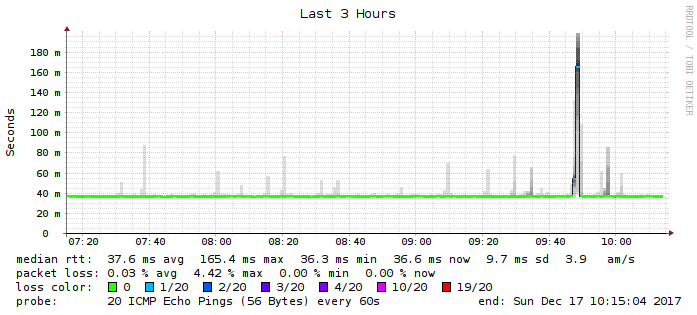 Last 3 Hours
RRDTOOL / TOBI OETIKER
Seconds
180 m
160 m
140 m
120 m
100 m
80 m
60 m
40 m
20 m
0
07:20 07:40 08:00 08:20 08:40 09:00 09:20 09:40 10:00
median rtt: 37.6 ms avg 165.4 ms max 36.3 ms min 36.6 ms now 9.7 ms sd 3.9 am/s
packet loss: 0.03 % avg 4.42 % max 0.00 % min 0.00 % now
loss color: 0 1/20 2/20 3/20 4/20 10/20 19/20
probe: 20 ICMP Echo Pings (56 Bytes) every 60s end: Sun Dec 17 10:15:04 2017